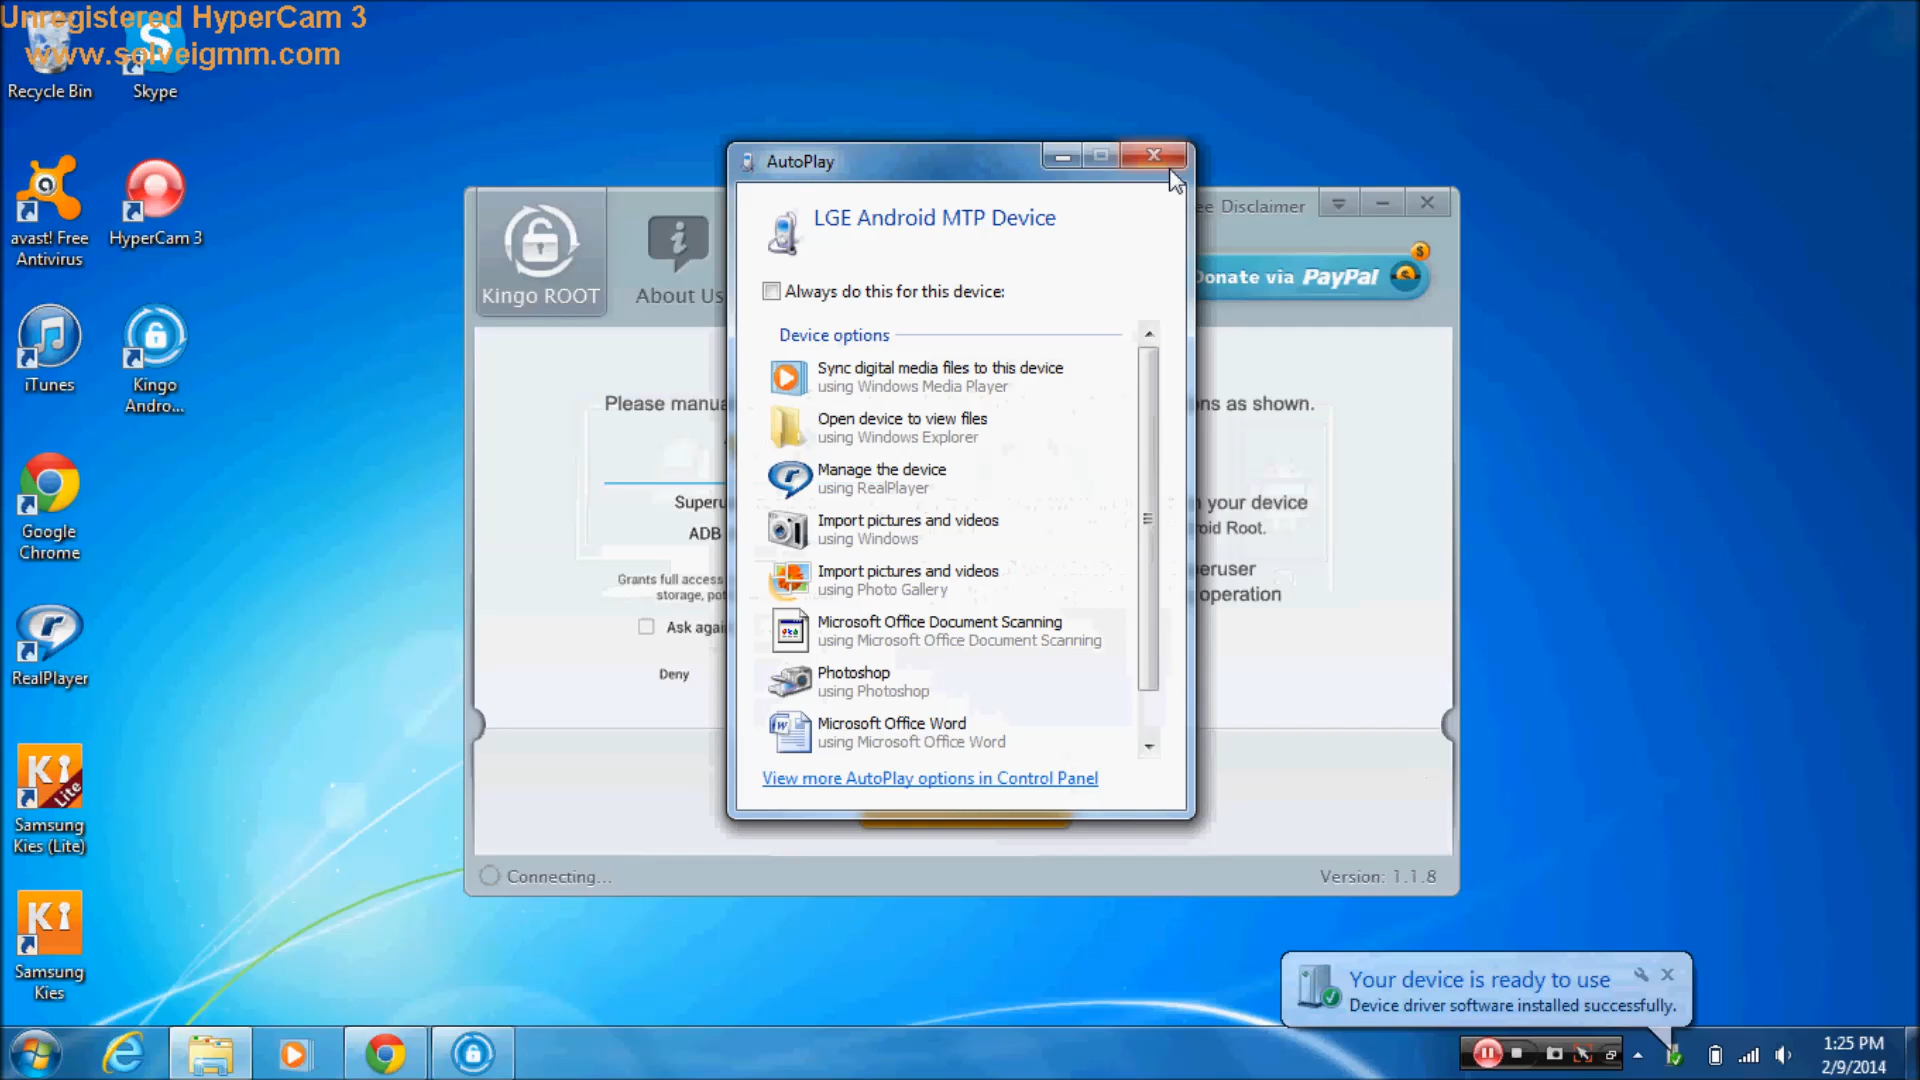 Unregistered HyperCam 3
www.solveigmm.com
Recycle Bin
Skype
avast! Free
Antivirus
HyperCam 3
iTunes
Kingo
Andro...
Google
Chrome
RealPlayer
Samsung
Kies (Lite)
Samsung
Kies
Kingo ROOT
About Us
ee Disclaimer
Donate via PayPal
Please manua
ns as shown.
Superu
ADB
your device
oid Root.
Grants full access
storage, pot
eruser
operation
Ask agai
Deny
Connecting...
Version: 1.1.8
AutoPlay
LGE Android MTP Device
Always do this for this device:
Device options
Sync digital media files to this device
using Windows Media Player
Open device to view files
using Windows Explorer
Manage the device
using RealPlayer
Import pictures and videos
using Windows
Import pictures and videos
using Photo Gallery
Microsoft Office Document Scanning
using Microsoft Office Document Scanning
Photoshop
using Photoshop
Microsoft Office Word
using Microsoft Office Word
View more AutoPlay options in Control Panel
Your device is ready to use
Device driver software installed successfully.
1:25 PM
2/9/2014